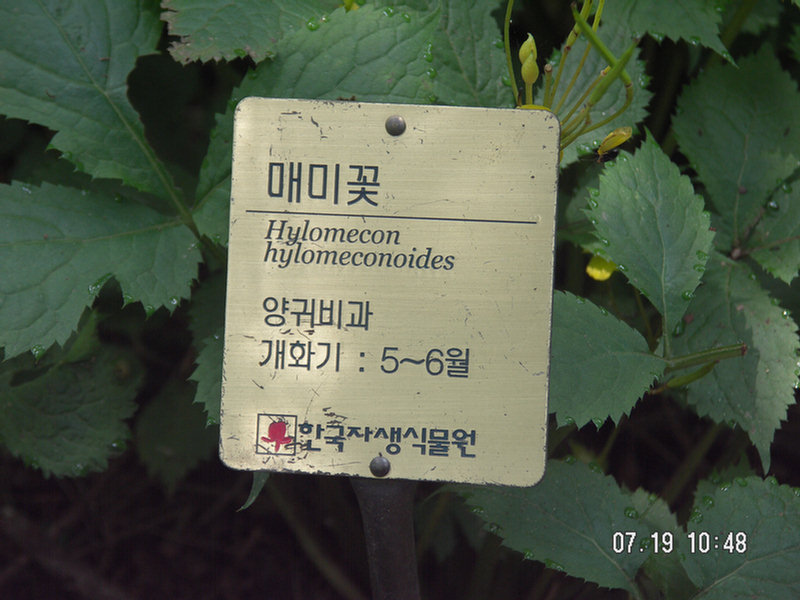 매미꽃
Hylomecon
hylomeconoides
양귀비과
개화기 : 5~6월
한국자생식물원
07.19 10:48